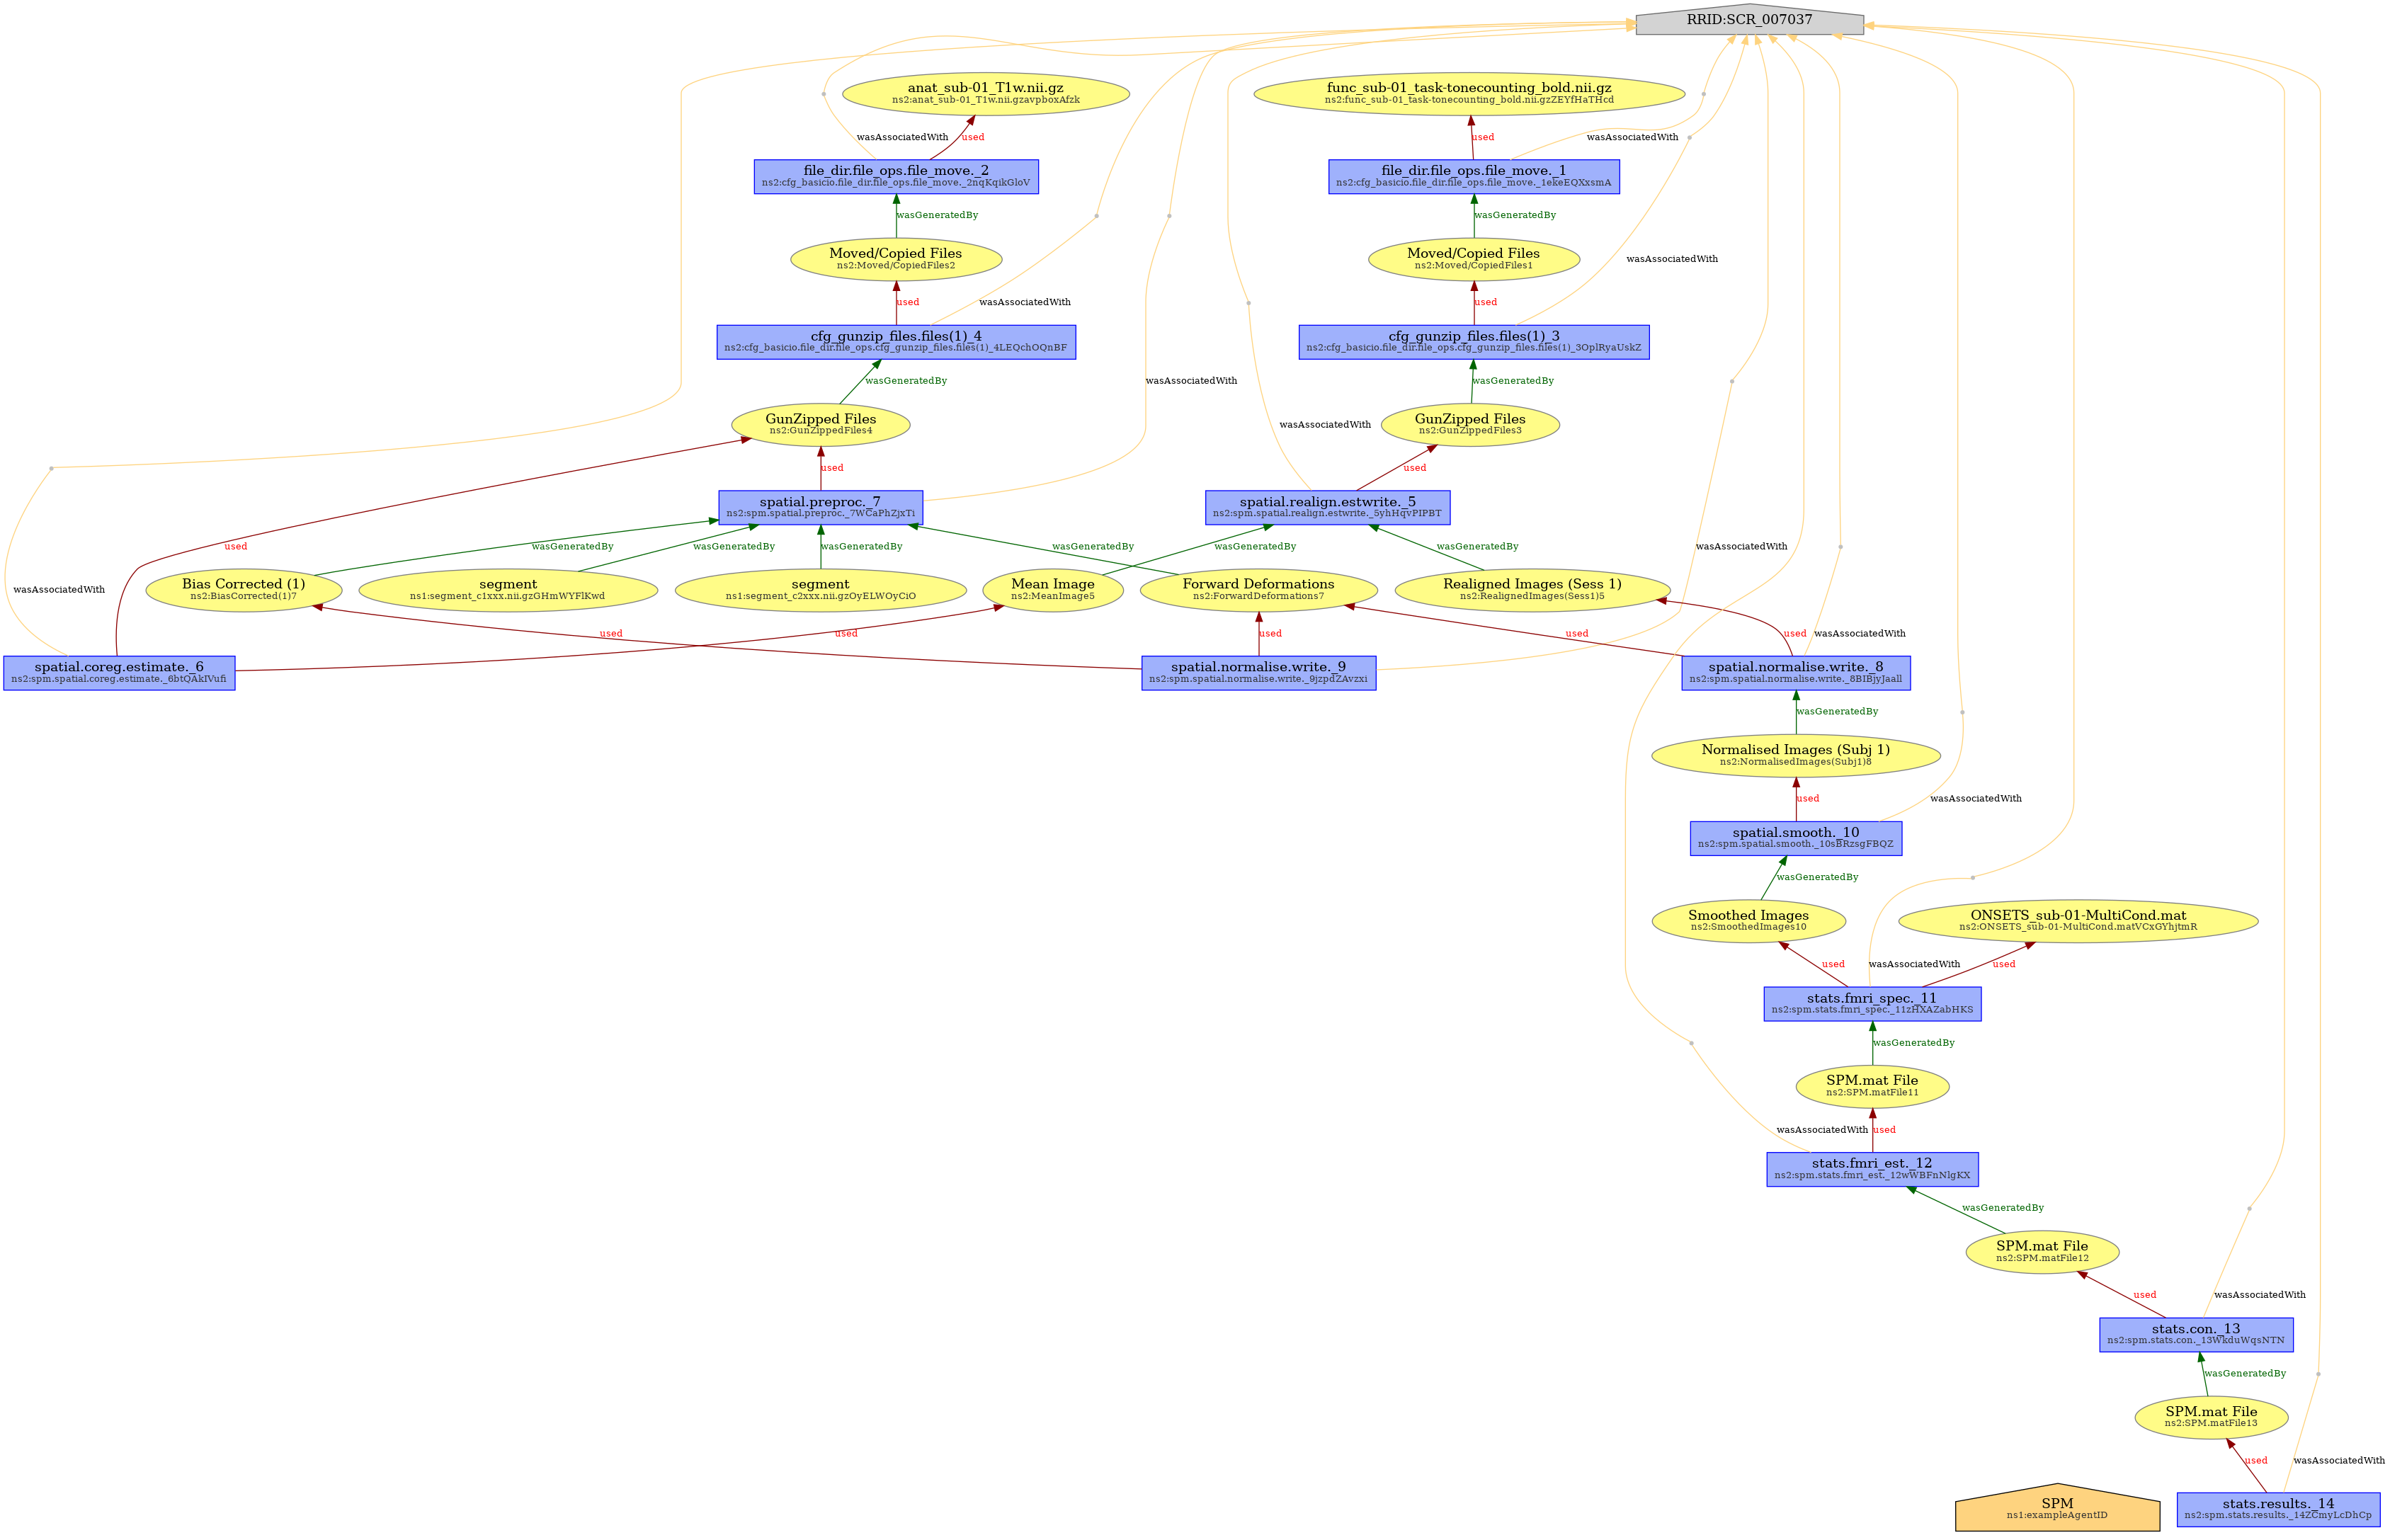 RRID:SCR_007037
anat_sub-01_T1w.nii.gz
ns2:anat_sub-01_T1w.nii.gzavpboxAfzk
func_sub-01_task-tonecounting_bold.nii.gz
ns2:func_sub-01_task-tonecounting_bold.nii.gzZEYfHaTHcd
wasAssociatedWith
used
used
wasAssociatedWith
file_dir.file_ops.file_move._2
ns2:cfg_basicio.file_dir.file_ops.file_move._2nqKqikGloV
file_dir.file_ops.file_move._1
ns2:cfg_basicio.file_dir.file_ops.file_move._1ekeEQXxsmA
wasGeneratedBy
wasGeneratedBy
Moved/Copied Files
ns2:Moved/CopiedFiles2
Moved/Copied Files
ns2:Moved/CopiedFiles1
wasAssociatedWith
used
wasAssociatedWith
used
cfg_gunzip_files.files(1)_4
ns2:cfg_basicio.file_dir.file_ops.cfg_gunzip_files.files(1)_4LEQchOQnBF
cfg_gunzip_files.files(1)_3
ns2:cfg_basicio.file_dir.file_ops.cfg_gunzip_files.files(1)_3OplRyaUskZ
wasGeneratedBy
wasAssociatedWith
wasGeneratedBy
GunZipped Files
ns2:GunZippedFiles4
GunZipped Files
ns2:GunZippedFiles3
wasAssociatedWith
used
used
spatial.preproc._7
ns2:spm.spatial.preproc._7WCaPhZjxTi
spatial.realign.estwrite._5
ns2:spm.spatial.realign.estwrite._5yhHqvPIPBT
used
wasGeneratedBy
wasGeneratedBy
wasGeneratedBy
wasGeneratedBy
wasGeneratedBy
wasGeneratedBy
wasAssociatedWith
wasAssociatedWith
Bias Corrected (1)
ns2:BiasCorrected(1)7
segment
ns1:segment_c1xxx.nii.gzGHmWYFlKwd
segment
ns1:segment_c2xxx.nii.gzOyELWOyCiO
Mean Image
ns2:MeanImage5
Forward Deformations
ns2:ForwardDeformations7
Realigned Images (Sess 1)
ns2:RealignedImages(Sess1)5
used
used
used
used
used
wasAssociatedWith
spatial.coreg.estimate._6
ns2:spm.spatial.coreg.estimate._6btQAkIVufi
spatial.normalise.write._9
ns2:spm.spatial.normalise.write._9jzpdZAvzxi
spatial.normalise.write._8
ns2:spm.spatial.normalise.write._8BIBjyJaall
wasGeneratedBy
Normalised Images (Subj 1)
ns2:NormalisedImages(Subj1)8
used
wasAssociatedWith
spatial.smooth._10
ns2:spm.spatial.smooth._10sBRzsgFBQZ
wasGeneratedBy
Smoothed Images
ns2:SmoothedImages10
ONSETS_sub-01-MultiCond.mat
ns2:ONSETS_sub-01-MultiCond.matVCxGYhjtmR
used
wasAssociatedWith
used
stats.fmri_spec._11
ns2:spm.stats.fmri_spec._11zHXAZabHKS
wasGeneratedBy
SPM.mat File
ns2:SPM.matFile11
wasAssociatedWith
used
stats.fmri_est._12
ns2:spm.stats.fmri_est._12wWBFnNlgKX
wasGeneratedBy
SPM.mat File
ns2:SPM.matFile12
used
wasAssociatedWith
stats.con._13
ns2:spm.stats.con._13WkduWqsNTN
wasGeneratedBy
SPM.mat File
ns2:SPM.matFile13
used
wasAssociatedWith
SPM
ns1:exampleAgentID
stats.results._14
ns2:spm.stats.results._14ZCmyLcDhCp